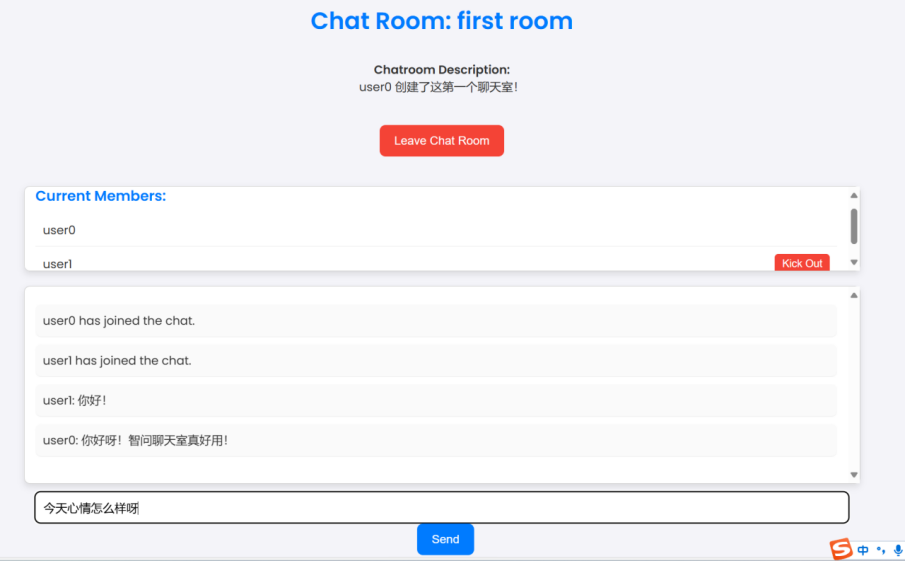 Chat Room: first room
Chatroom Description:
user0 创建了这第一个聊天室！
Leave Chat Room
Current Members:
user0
user1
Kick Out
user0 has joined the chat.
user1 has joined the chat.
user1: 你好！
user0: 你好呀！智问聊天室真好用！
今天心情怎么样呀
Send
S 中